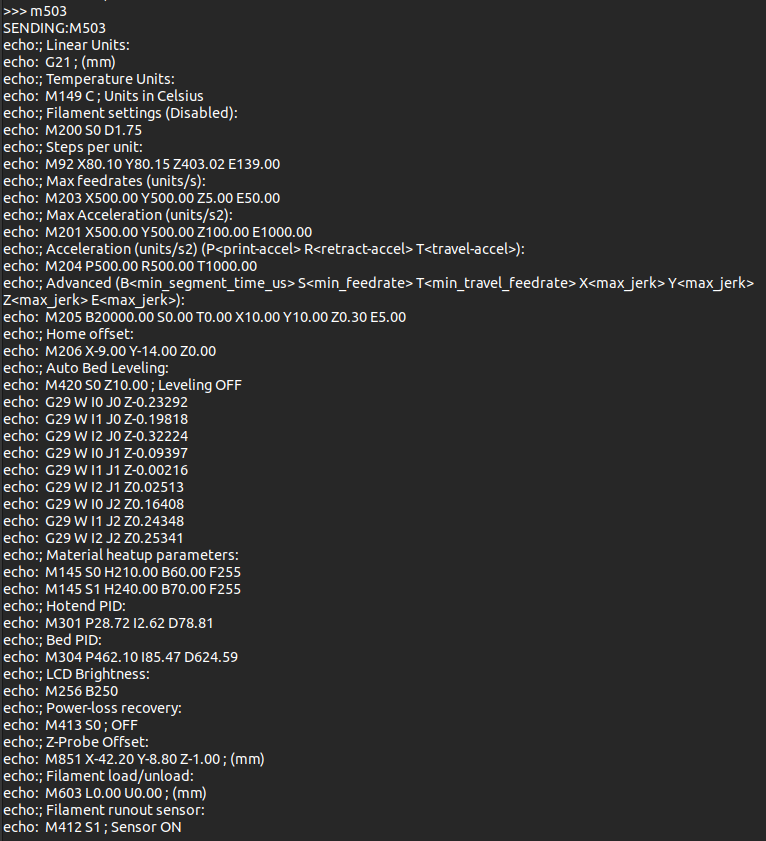 >>> m503
SENDING:M503
echo:; Linear Units:
echo:  G21 ; (mm)
echo:; Temperature Units:
echo:  M149 C ; Units in Celsius
echo:; Filament settings (Disabled):
echo:  M200 S0 D1.75
echo:; Steps per unit:
echo:  M92 X80.10 Y80.15 Z403.02 E139.00
echo:; Max feedrates (units/s):
echo:  M203 X500.00 Y500.00 Z5.00 E50.00
echo:; Max Acceleration (units/s2):
echo:  M201 X500.00 Y500.00 Z100.00 E1000.00
echo:; Acceleration (units/s2) (P<print-accel> R<retract-accel> T<travel-accel>):
echo:  M204 P500.00 R500.00 T1000.00
echo:; Advanced (B<min_segment_time_us> S<min_feedrate> T<min_travel_feedrate> X<max_jerk> Y<max_jerk>
Z<max_jerk> E<max_jerk>):
echo:  M205 B20000.00 S0.00 T0.00 X10.00 Y10.00 Z0.30 E5.00
echo:; Home offset:
echo:  M206 X-9.00 Y-14.00 Z0.00
echo:; Auto Bed Leveling:
echo:  M420 S0 Z10.00 ; Leveling OFF
echo:  G29 W I0 J0 Z-0.23292
echo:  G29 W I1 J0 Z-0.19818
echo:  G29 W I2 J0 Z-0.32224
echo:  G29 W I0 J1 Z-0.09397
echo:  G29 W I1 J1 Z-0.00216
echo:  G29 W I2 J1 Z0.02513
echo:  G29 W I0 J2 Z0.16408
echo:  G29 W I1 J2 Z0.24348
echo:  G29 W I2 J2 Z0.25341
echo:; Material heatup parameters:
echo:  M145 S0 H210.00 B60.00 F255
echo:  M145 S1 H240.00 B70.00 F255
echo:; Hotend PID:
echo:  M301 P28.72 I2.62 D78.81
echo:; Bed PID:
echo:  M304 P462.10 I85.47 D624.59
echo:; LCD Brightness:
echo:  M256 B250
echo:; Power-loss recovery:
echo:  M413 S0 ; OFF
echo:; Z-Probe Offset:
echo:  M851 X-42.20 Y-8.80 Z-1.00 ; (mm)
echo:; Filament load/unload:
echo:  M603 L0.00 U0.00 ; (mm)
echo:; Filament runout sensor:
echo:  M412 S1 ; Sensor ON